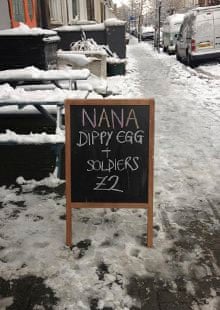 NANA
DIPPY EGG
+
SOLDIERS
£2